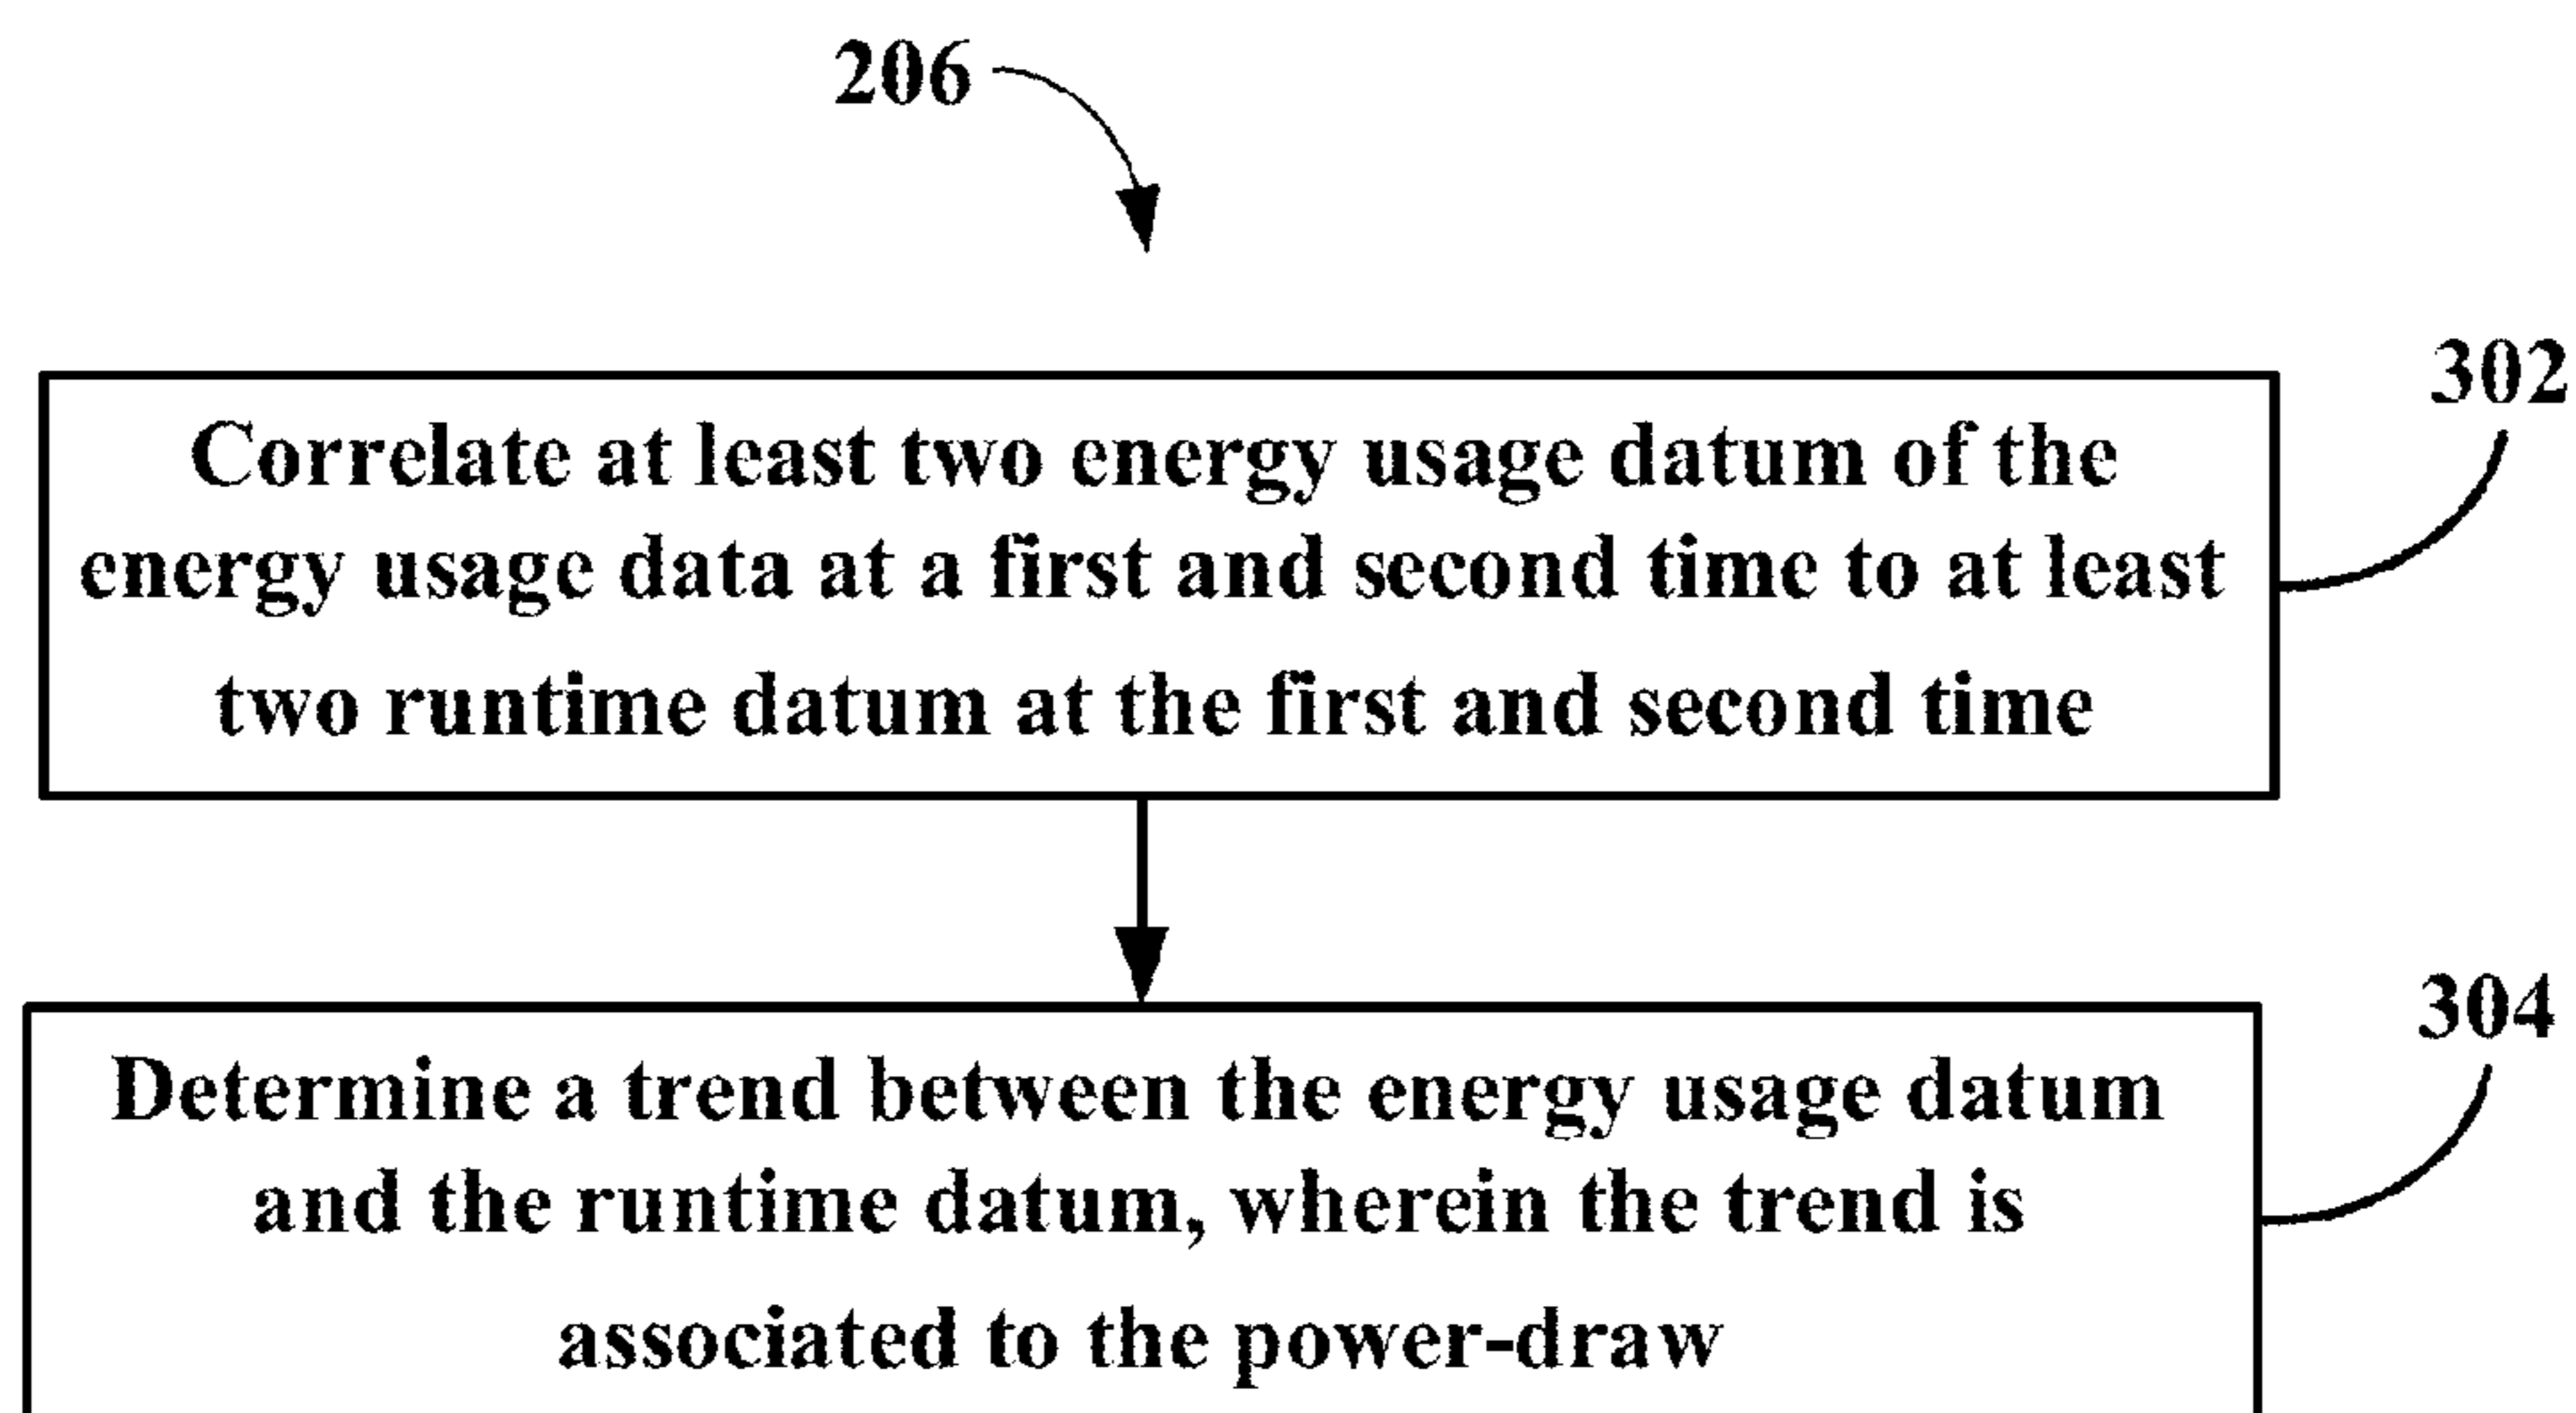 206
302
Correlate at least two energy usage datum of the
energy usage data at a first and second time to at least
two runtime datum at the first and second time
304
Determine a trend between the energy usage datum
and the runtime datum, wherein the trend is
associated to the power-draw